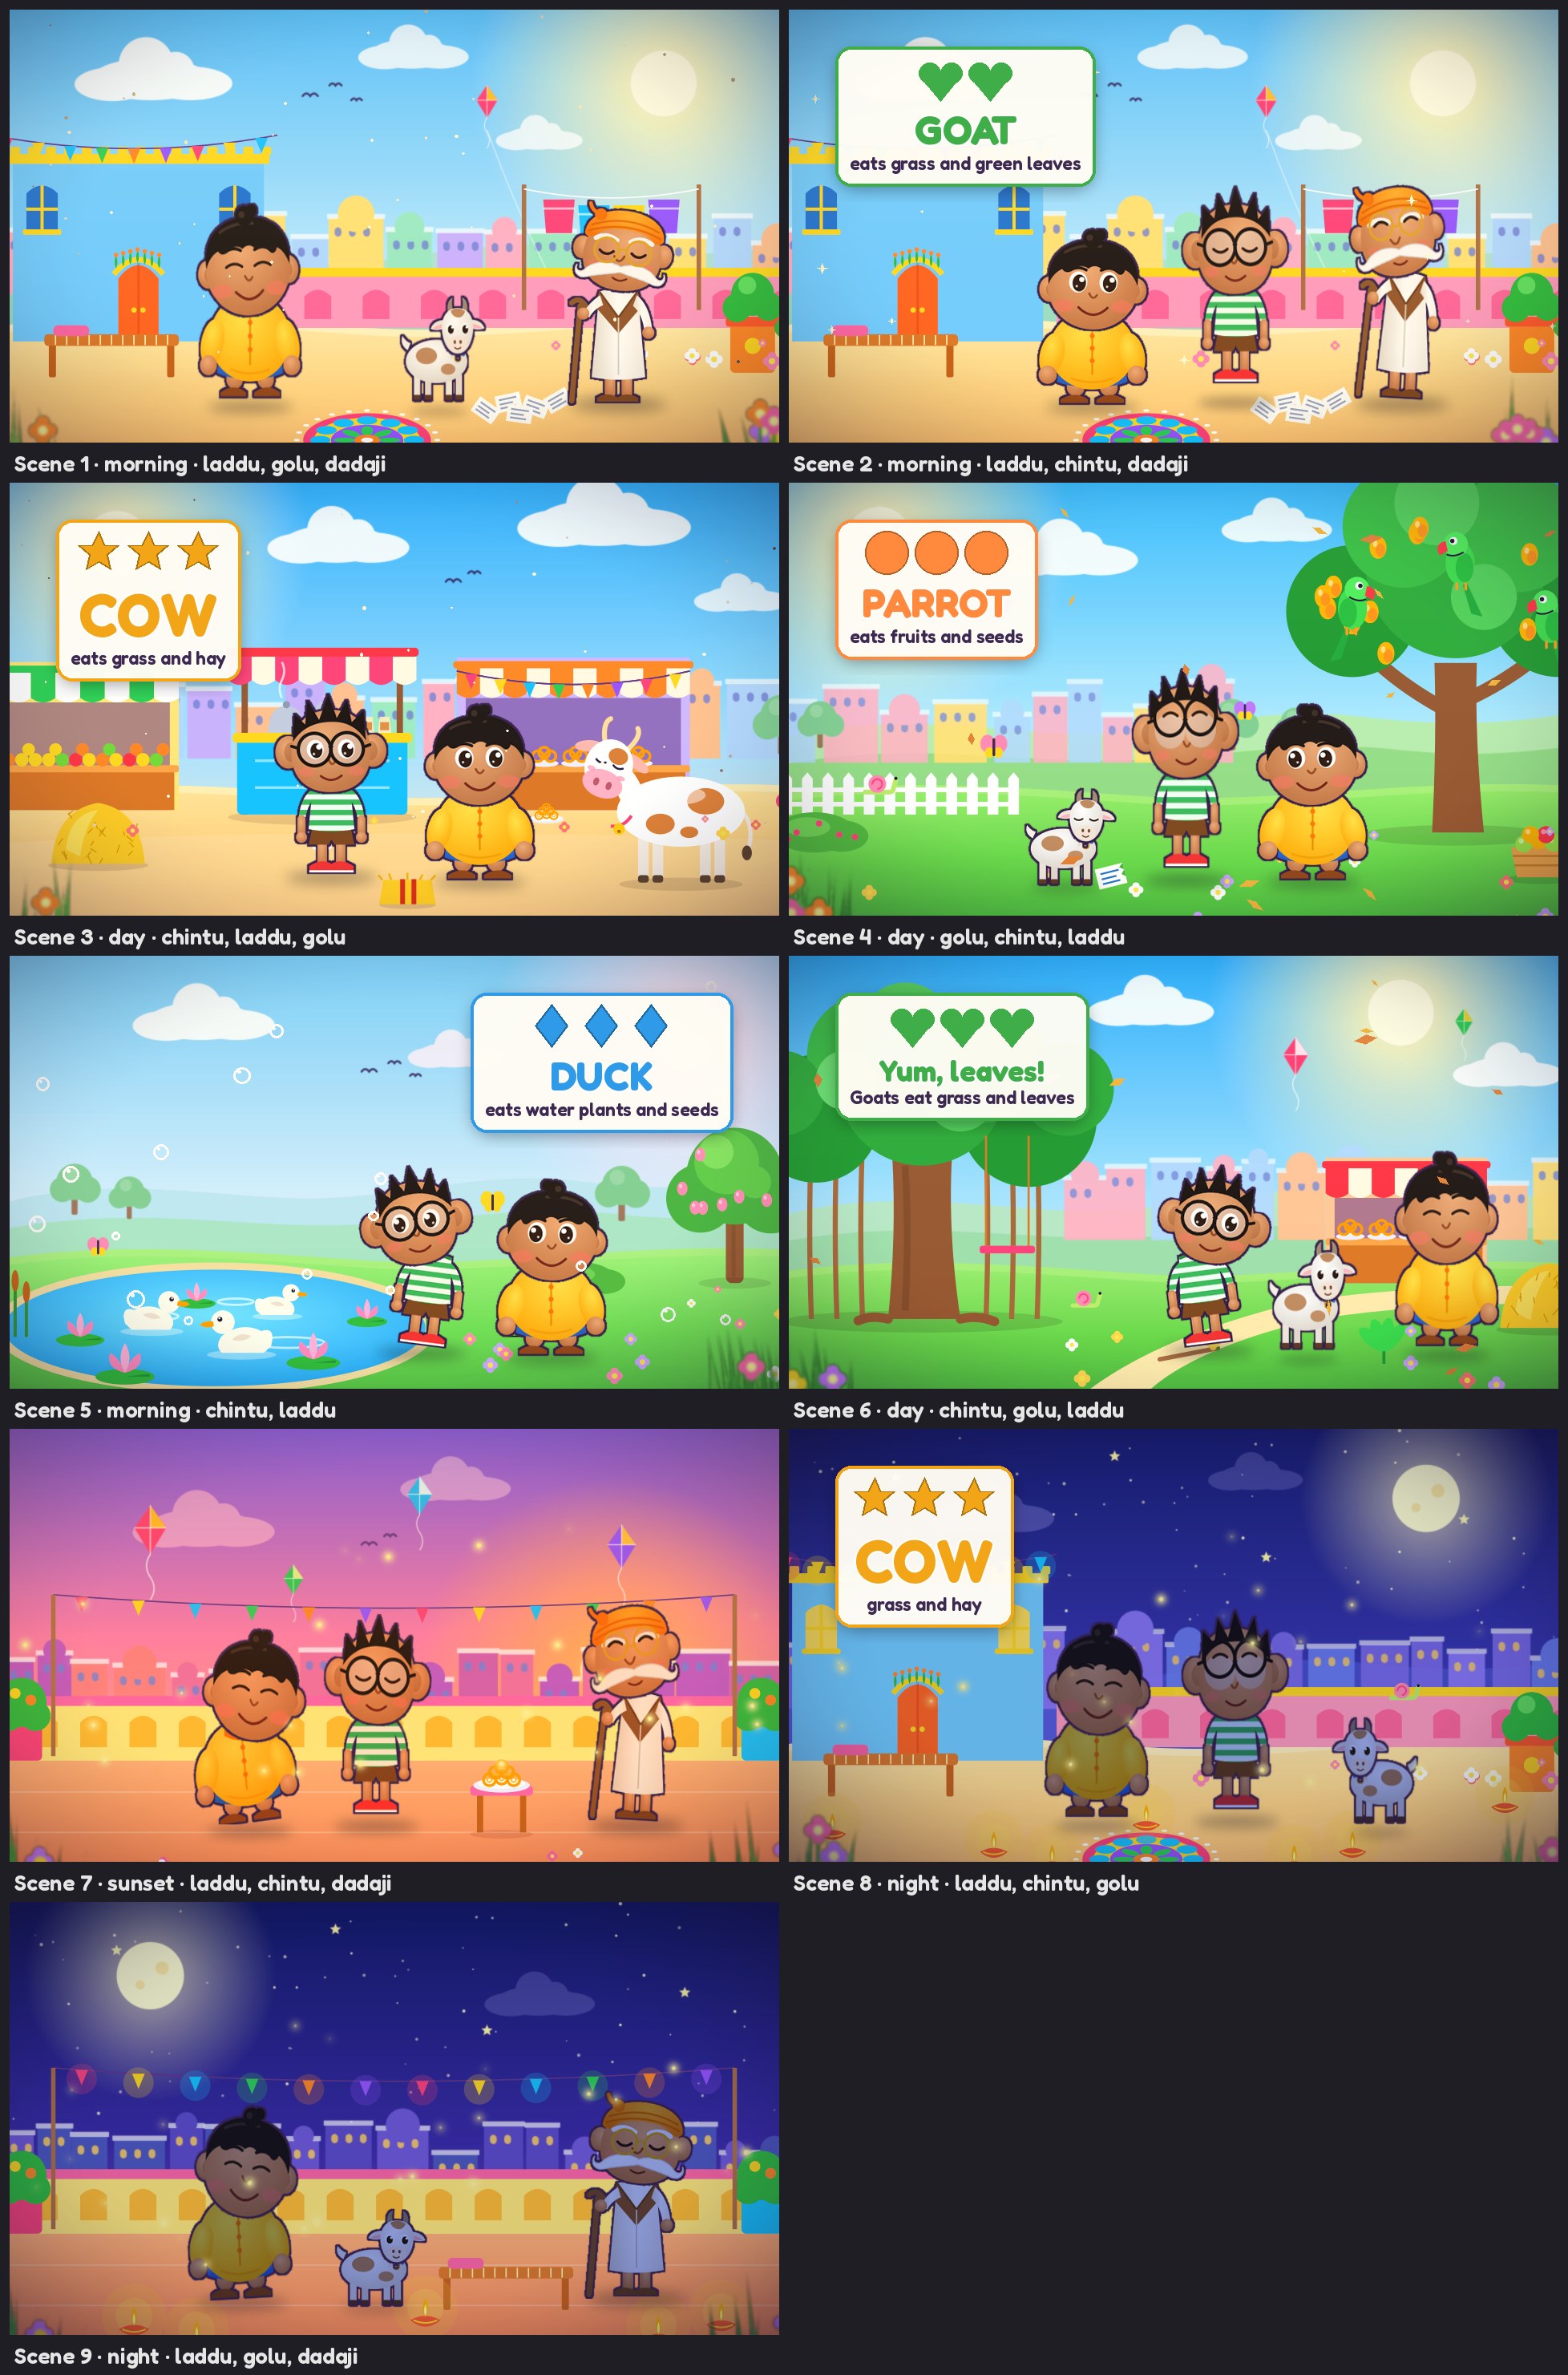 Scene 1 · morning · laddu, golu, dadaji
GOAT
eats grass and green leaves
Scene 2 · morning · laddu, chintu, dadaji
COW
eats grass and hay
Scene 3 · day · chintu, laddu, golu
PARROT
eats fruits and seeds
Scene 4 · day · golu, chintu, laddu
DUCK
eats water plants and seeds
Scene 5 · morning · chintu, laddu
Yum, leaves!
Goats eat grass and leaves
Scene 6 · day · chintu, golu, laddu
Scene 7 · sunset · laddu, chintu, dadaji
COW
grass and hay
Scene 8 · night · laddu, chintu, golu
Scene 9 · night · laddu, golu, dadaji